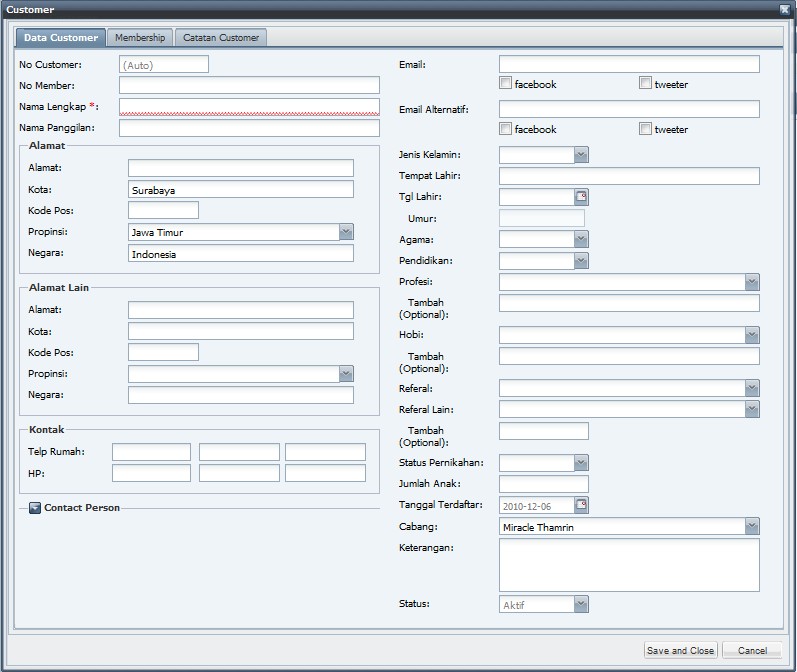 Customer
Data Customer Membership Catatan Customer
No Customer: (Auto)
No Member:
Nama Lengkap *:
Nama Panggilan:
Alamat
Alamat:
Kota: Surabaya
Kode Pos:
Propinsi: Jawa Timur
Negara: Indonesia
Alamat Lain
Alamat:
Kota:
Kode Pos:
Propinsi:
Negara:
Kontak
Telp Rumah:
HP:
Contact Person
Email:
facebook tweeter
Email Alternatif:
facebook tweeter
Jenis Kelamin:
Tempat Lahir:
Tgl Lahir:
Umur:
Agama:
Pendidikan:
Profesi:
Tambah
(Optional):
Hobi:
Tambah
(Optional):
Referal:
Referal Lain:
Tambah
(Optional):
Status Pernikahan:
Jumlah Anak:
Tanggal Terdaftar: 2010-12-06
Cabang: Miracle Thamrin
Keterangan:
Status: Aktif
Save and Close Cancel